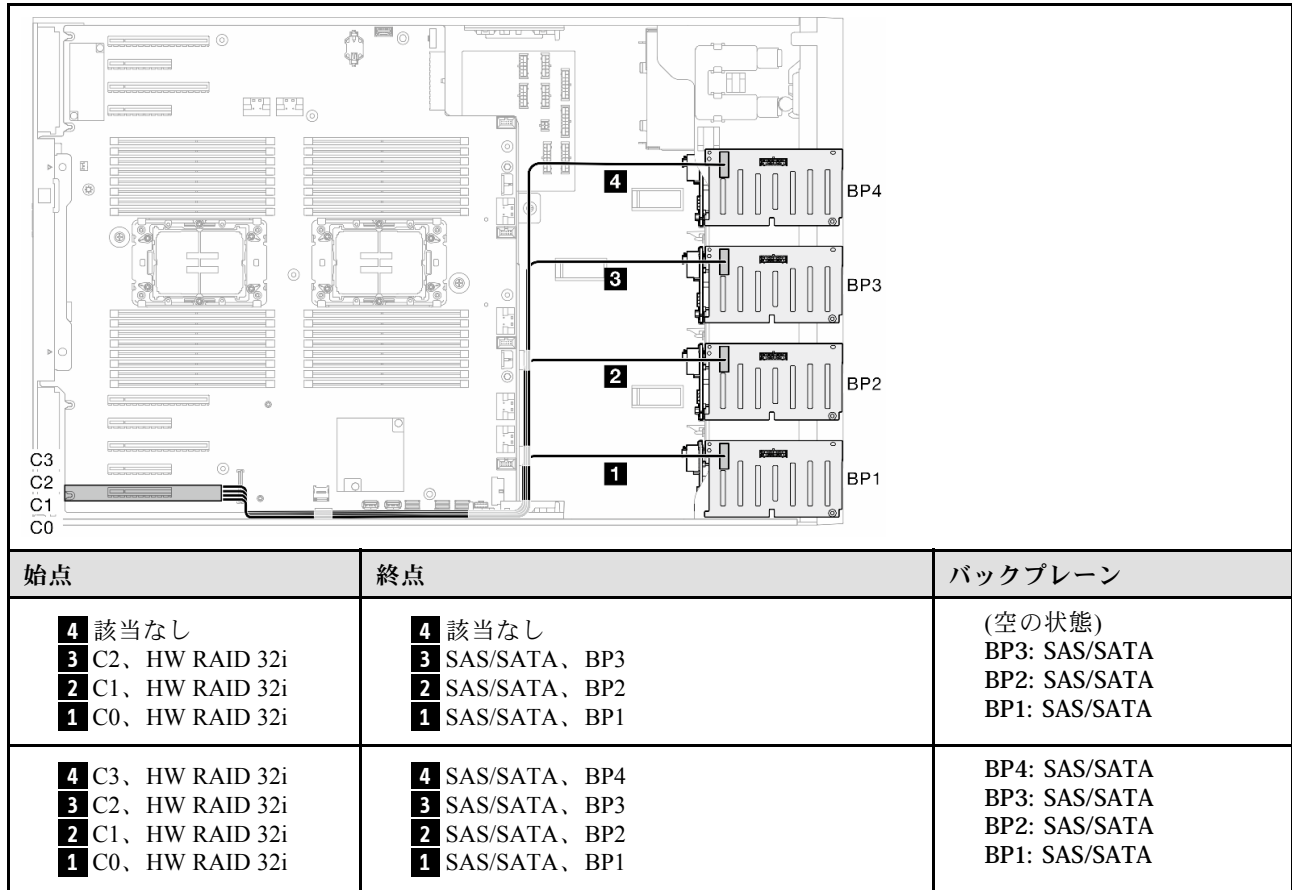 4
BP4
3
BP3
2
BP2
1
BP1
C3
C2
C1
C0
始点 終点 バックプレーン
4 該当なし 4 該当なし (空の状態)
3 C2、HW RAID 32i 3 SAS/SATA、BP3 BP3: SAS/SATA
2 C1、HW RAID 32i 2 SAS/SATA、BP2 BP2: SAS/SATA
1 C0、HW RAID 32i 1 SAS/SATA、BP1 BP1: SAS/SATA
4 C3、HW RAID 32i 4 SAS/SATA、BP4 BP4: SAS/SATA
3 C2、HW RAID 32i 3 SAS/SATA、BP3 BP3: SAS/SATA
2 C1、HW RAID 32i 2 SAS/SATA、BP2 BP2: SAS/SATA
1 C0、HW RAID 32i 1 SAS/SATA、BP1 BP1: SAS/SATA